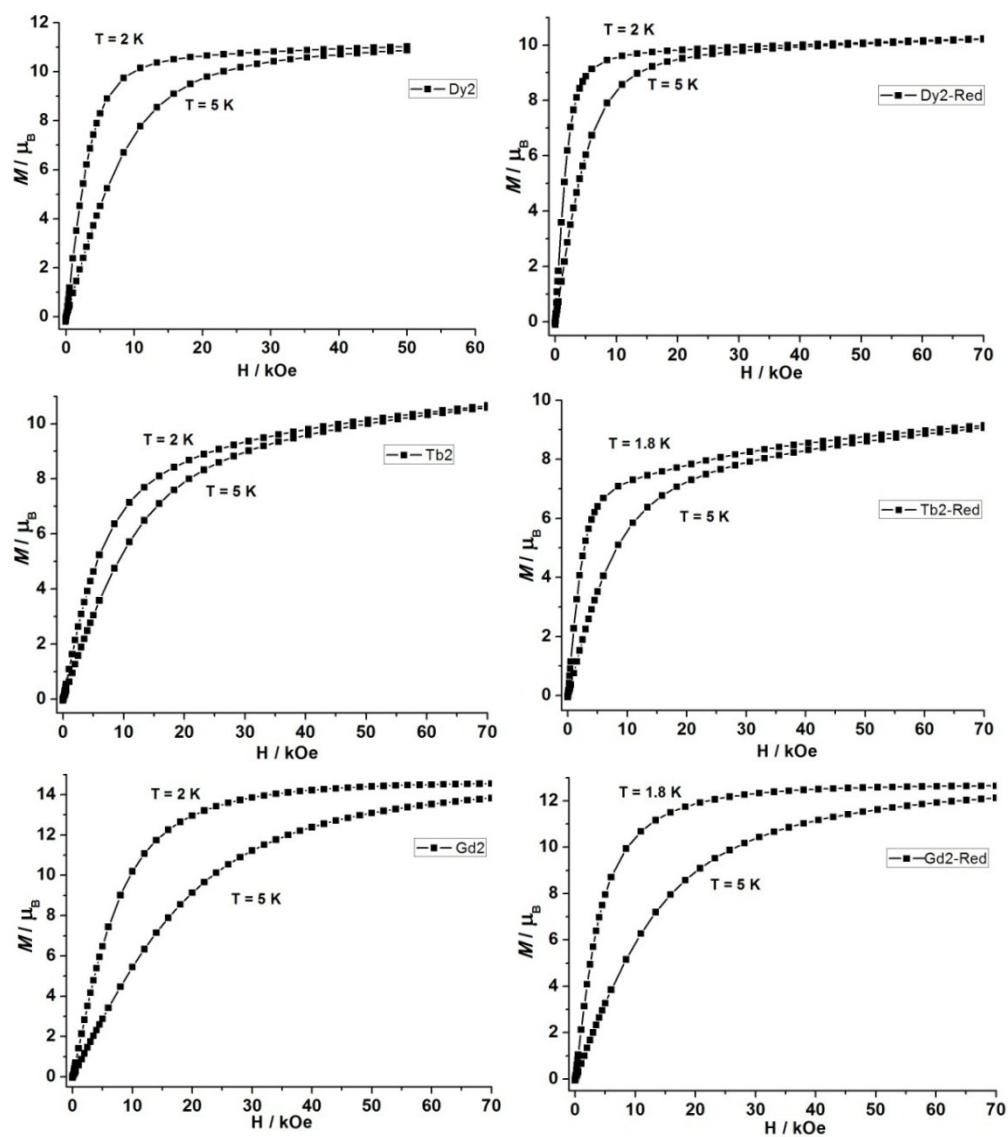 12
10
8
6
4
2
0
M / μB
T = 2 K
T = 5 K
Dy2
0 10 20 30 40 50 60
H / kOe
12
10
8
6
4
2
0
M / μB
T = 2 K
T = 5 K
Dy2-Red
0 10 20 30 40 50 60 70
H / kOe
10
8
6
4
2
0
M / μB
T = 2 K
T = 5 K
Tb2
0 10 20 30 40 50 60 70
H / kOe
10
8
6
4
2
0
M / μB
T = 1.8 K
T = 5 K
Tb2-Red
0 10 20 30 40 50 60 70
H / kOe
14
12
10
8
6
4
2
0
M / μB
T = 2 K
T = 5 K
Gd2
0 10 20 30 40 50 60 70
H / kOe
12
10
8
6
4
2
0
M / μB
T = 1.8 K
T = 5 K
Gd2-Red
0 10 20 30 40 50 60 70
H / kOe